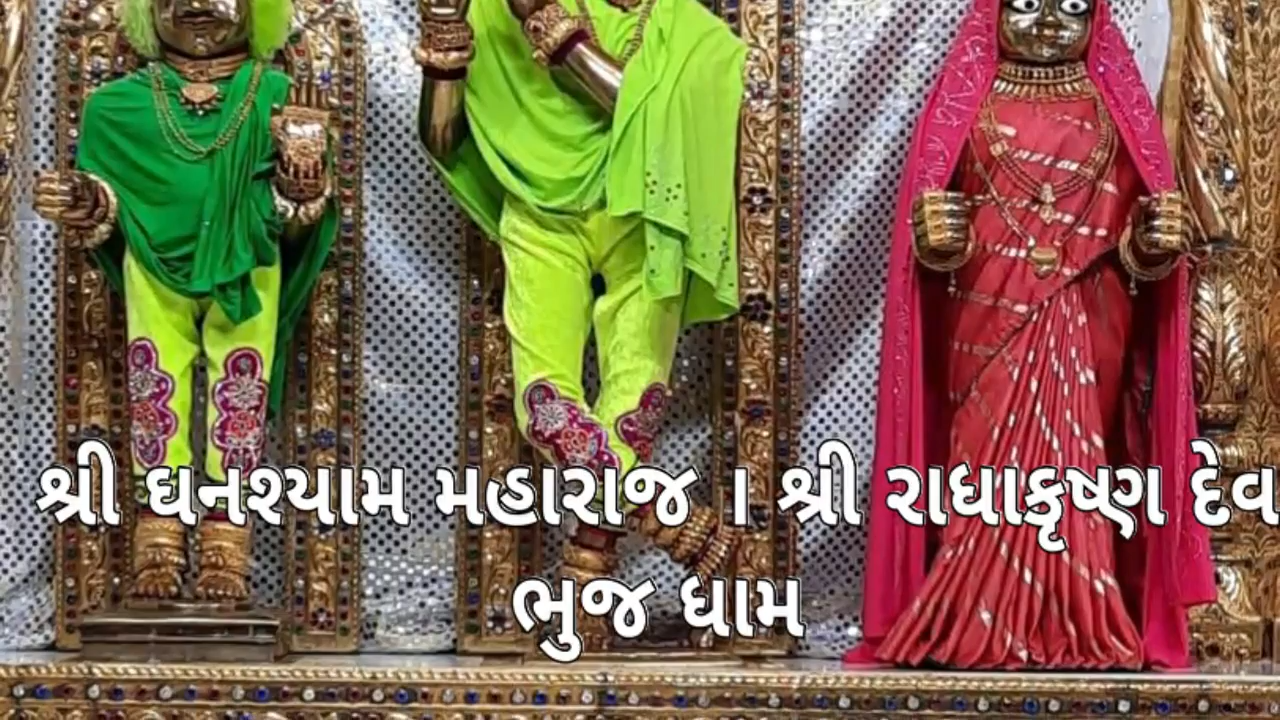 શ્રી ઘનશ્યામ મહારાજ । શ્રી રાધાકૃષ્ણ દેવ
ભુજ ધામ